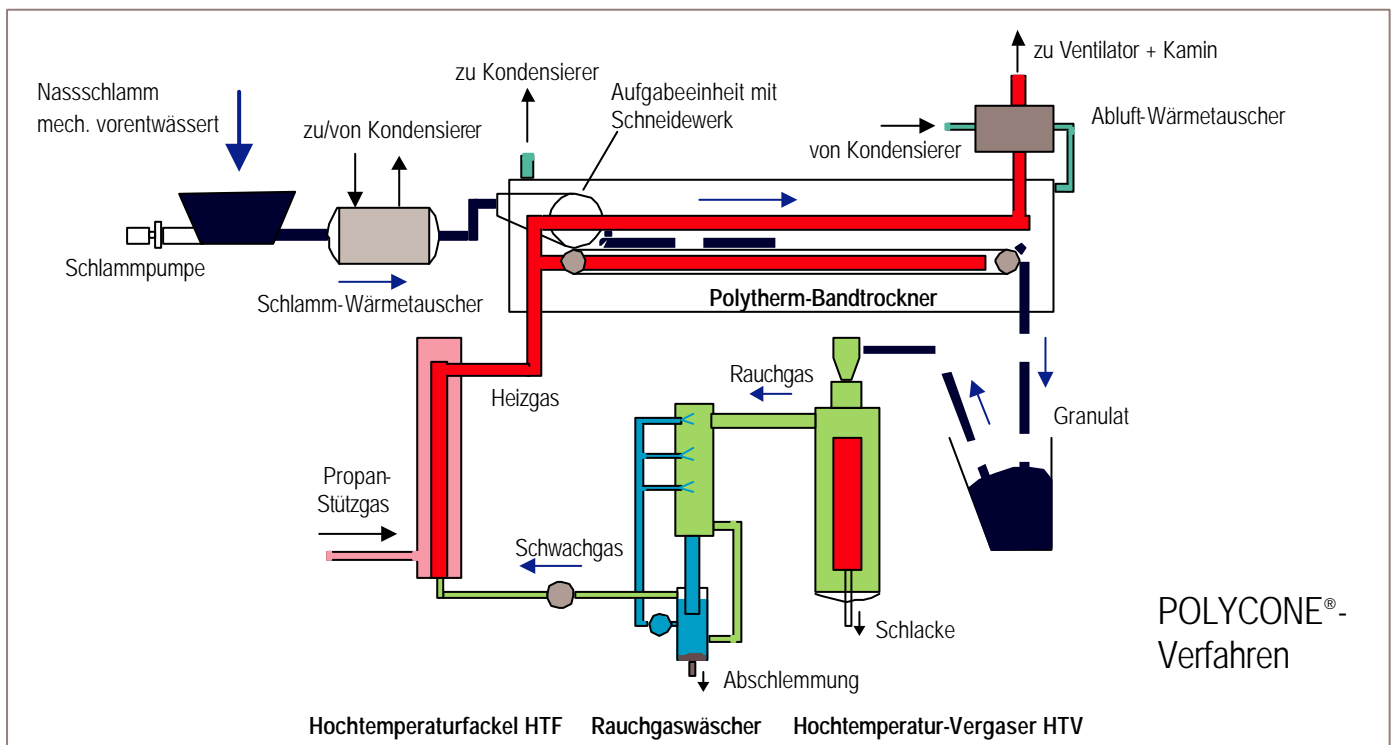 zu Ventilator + Kamin
zu Kondensierer
Nassschlamm
mech. vorentwässert
Aufgabeeinheit mit
Schneidewerk
zu/von Kondensierer
Abluft-Wärmetauscher
von Kondensierer
Schlammpumpe
Schlamm-Wärmetauscher
Polytherm-Bandtrockner
Heizgas
Rauchgas
Granulat
Propan-
Stützgas
Schwachgas
Schlacke
Abschlemmung
POLYCONE®-
Verfahren
Hochtemperaturfackel HTF Rauchgaswäscher Hochtemperatur-Vergaser HTV